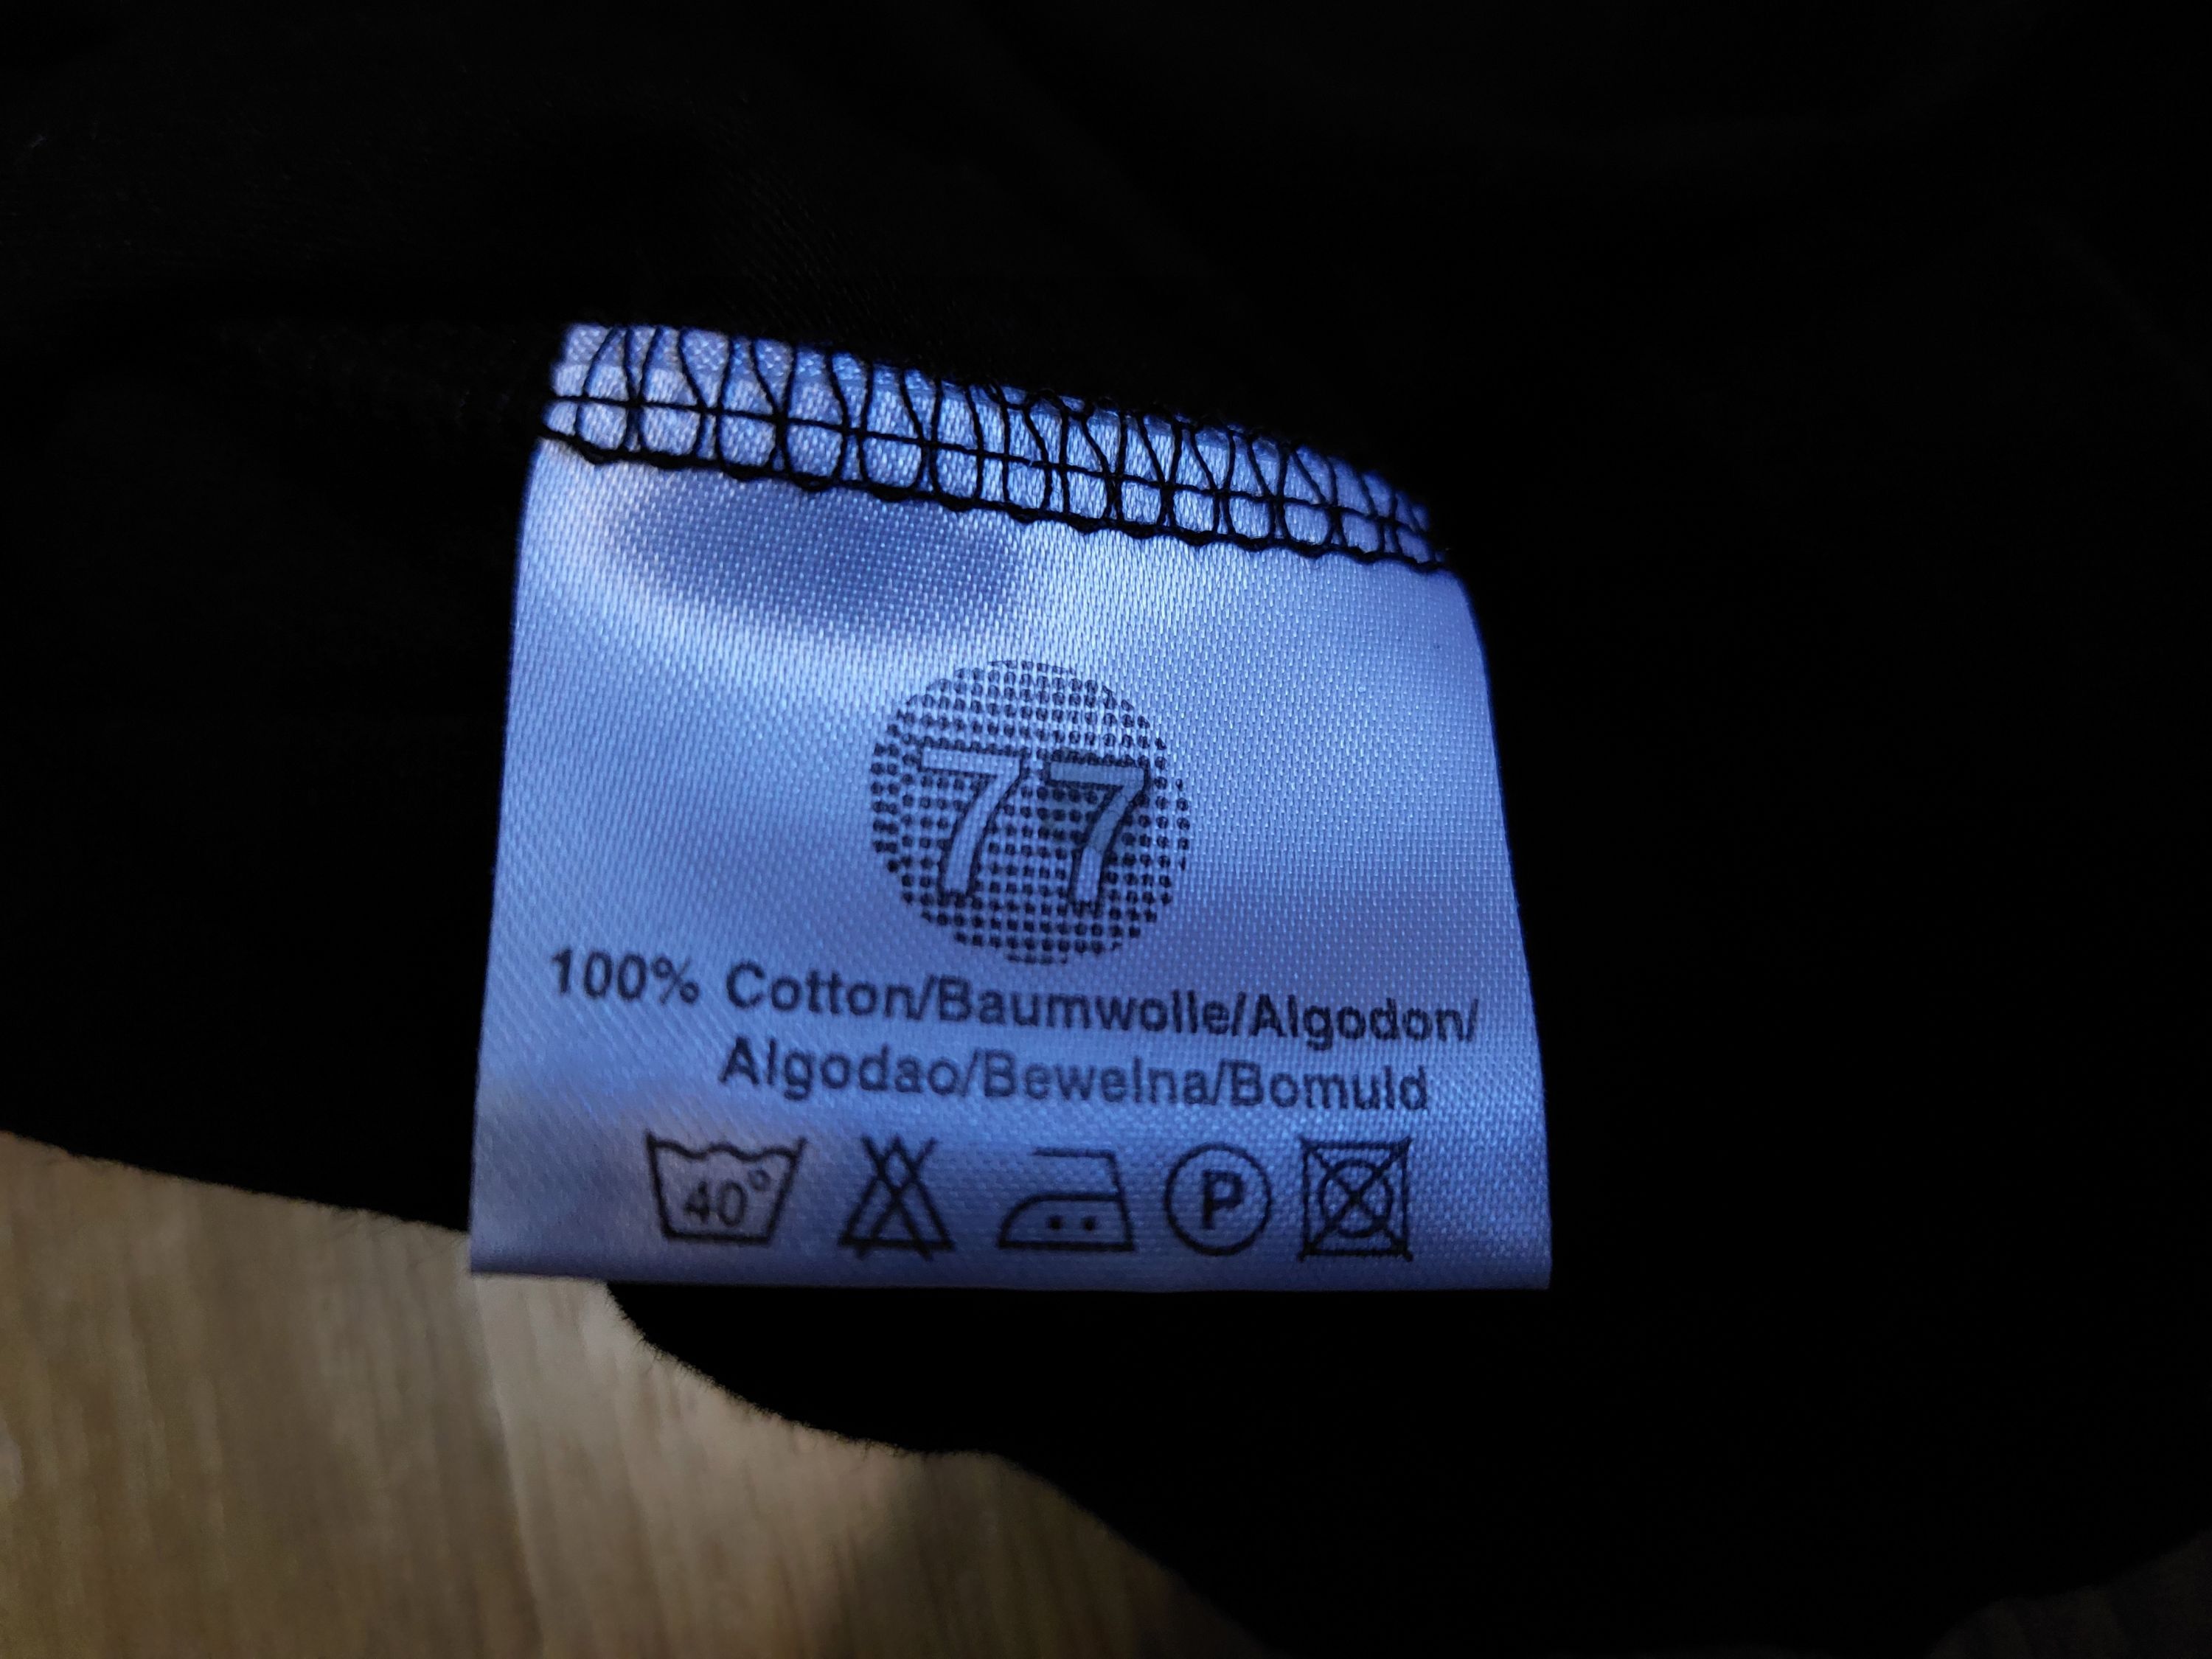 77
100% Cotton/Baumwolle/Algodon/
Algodao/Bewelna/Bomuld
40° P